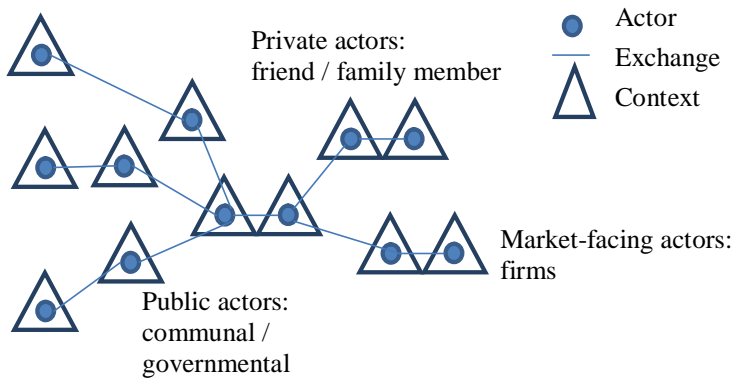 Actor
Private actors:
friend / family member
Exchange
Context
Market-facing actors:
firms
Public actors:
communal /
governmental